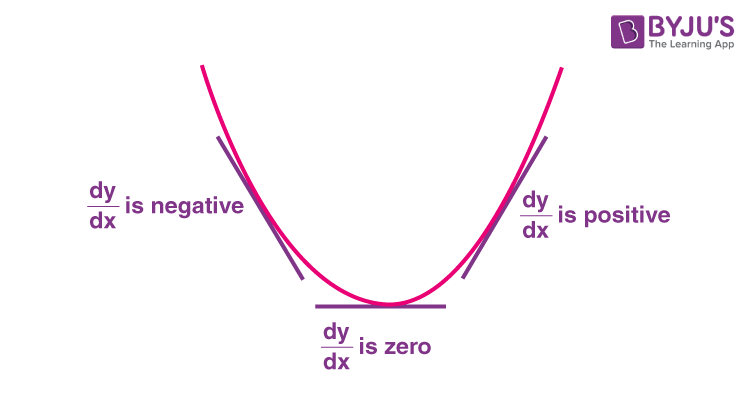 BYJU'S
The Learning App
dy
dx is negative
dy
dx is positive
dy
dx is zero